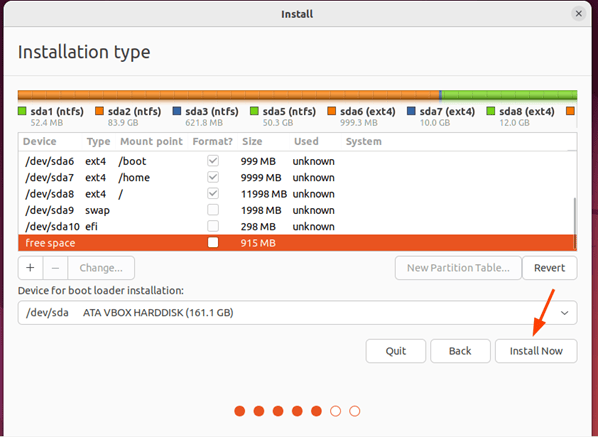 Install
Installation type
sda1 (ntfs) sda2 (ntfs) sda3 (ntfs) sda5 (ntfs) sda6 (ext4) sda7 (ext4) sda8 (ext4)
52.4 MB 83.9 GB 621.8 MB 50.3 GB 999.3 MB 10.0 GB 12.0 GB
Device Type Mount point Format? Size Used System
/dev/sda6 ext4 /boot 999 MB unknown
/dev/sda7 ext4 /home 9999 MB unknown
/dev/sda8 ext4 / 11998 MB unknown
/dev/sda9 swap 1998 MB unknown
/dev/sda10 efi 298 MB unknown
free space 915 MB
+ − Change... New Partition Table... Revert
Device for boot loader installation:
/dev/sda ATA VBOX HARDDISK (161.1 GB)
Quit Back Install Now